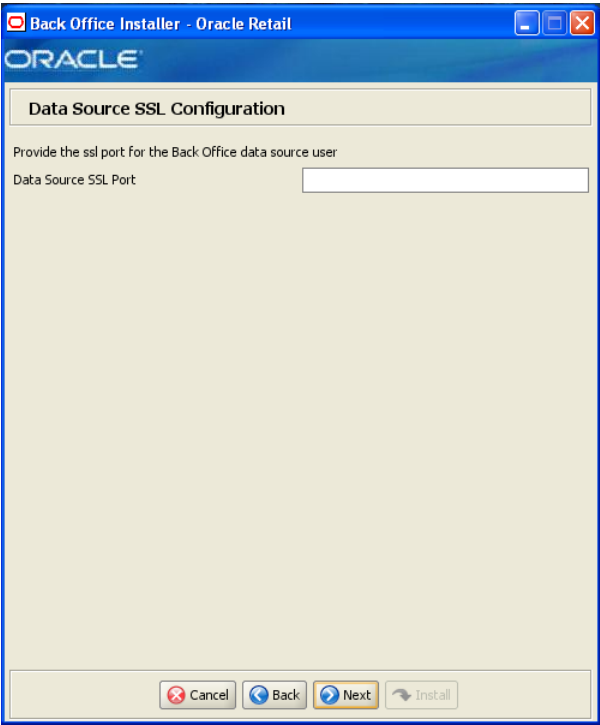 Back Office Installer - Oracle Retail
ORACLE
Data Source SSL Configuration
Provide the ssl port for the Back Office data source user
Data Source SSL Port
Cancel Back Next Install